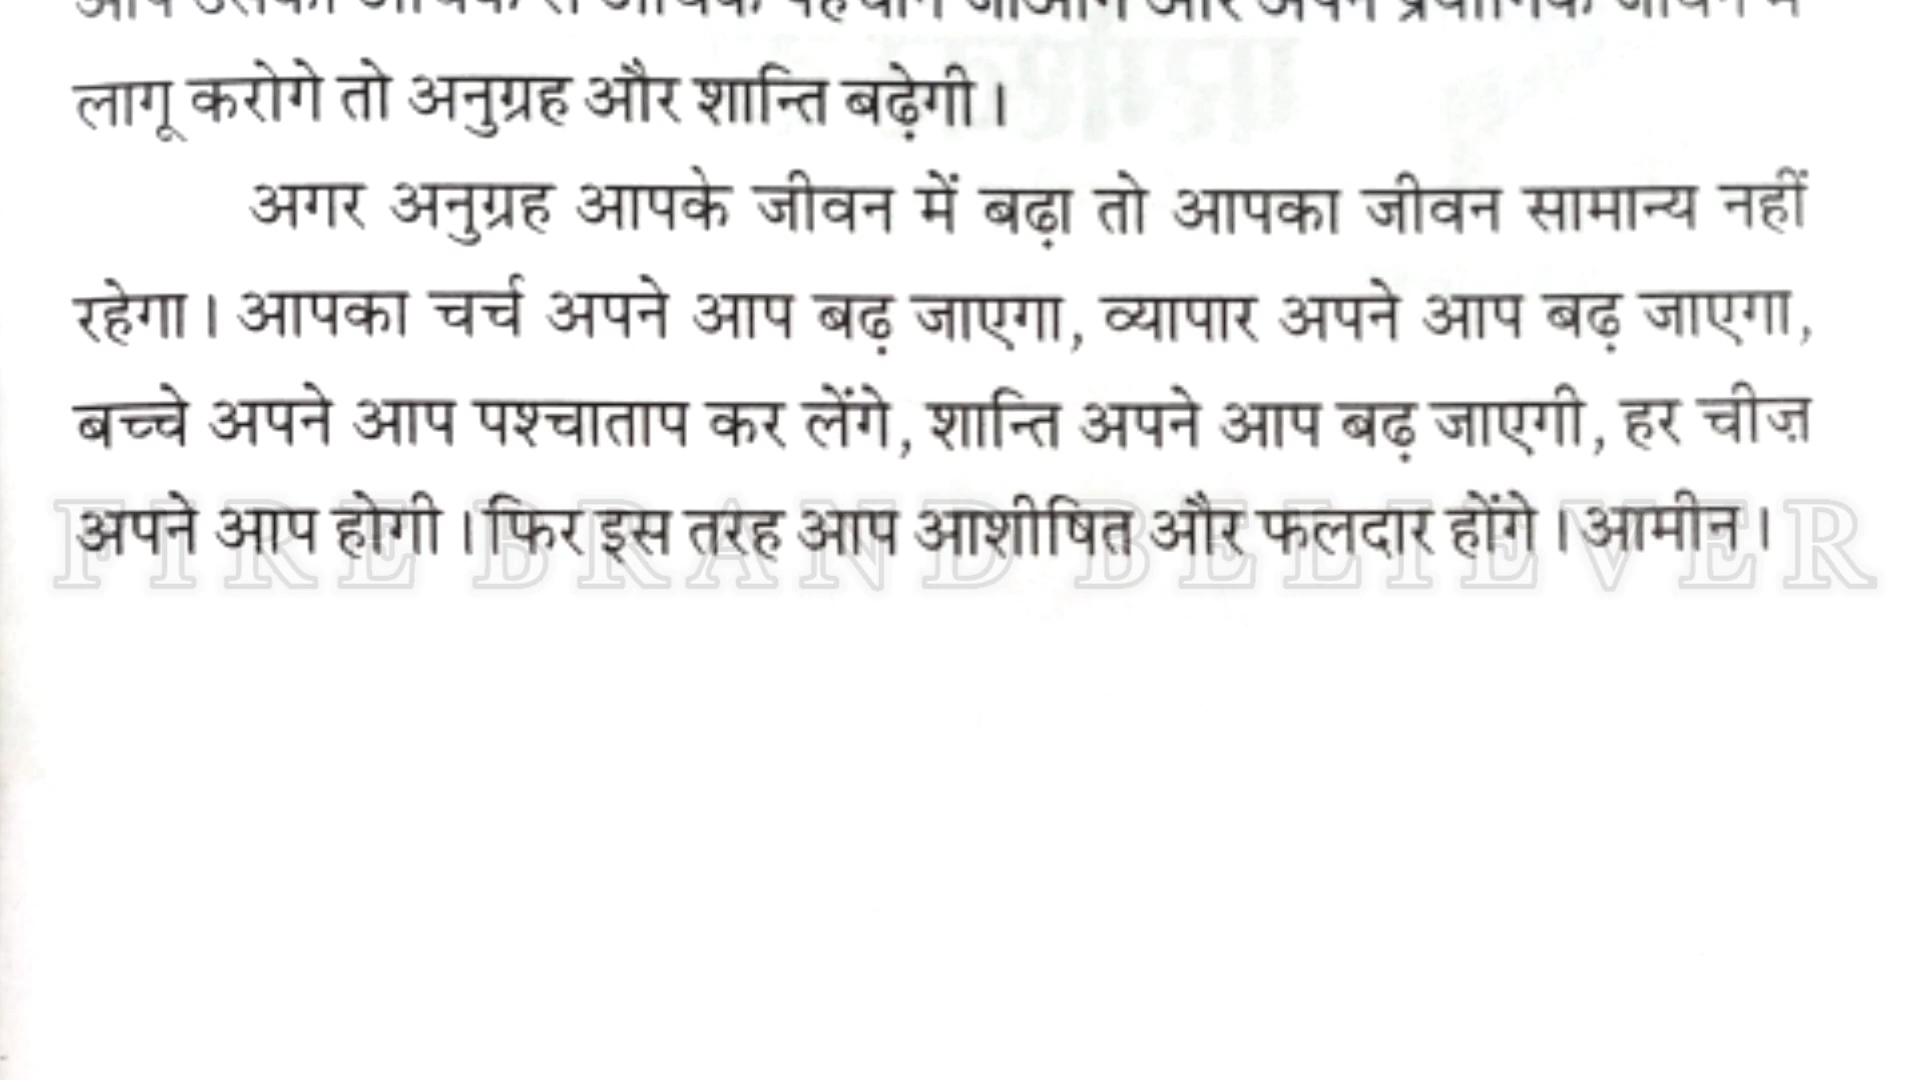 लागू करोगे तो अनुग्रह और शान्ति बढ़ेगी।
अगर अनुग्रह आपके जीवन में बढ़ा तो आपका जीवन सामान्य नहीं
रहेगा। आपका चर्च अपने आप बढ़ जाएगा, व्यापार अपने आप बढ़ जाएगा,
बच्चे अपने आप पश्चाताप कर लेंगे, शान्ति अपने आप बढ़ जाएगी, हर चीज़
अपने आप होगी। फिर इस तरह आप आशीषित और फलदार होंगे। आमीन।
FIRE BRAND BELIEVER